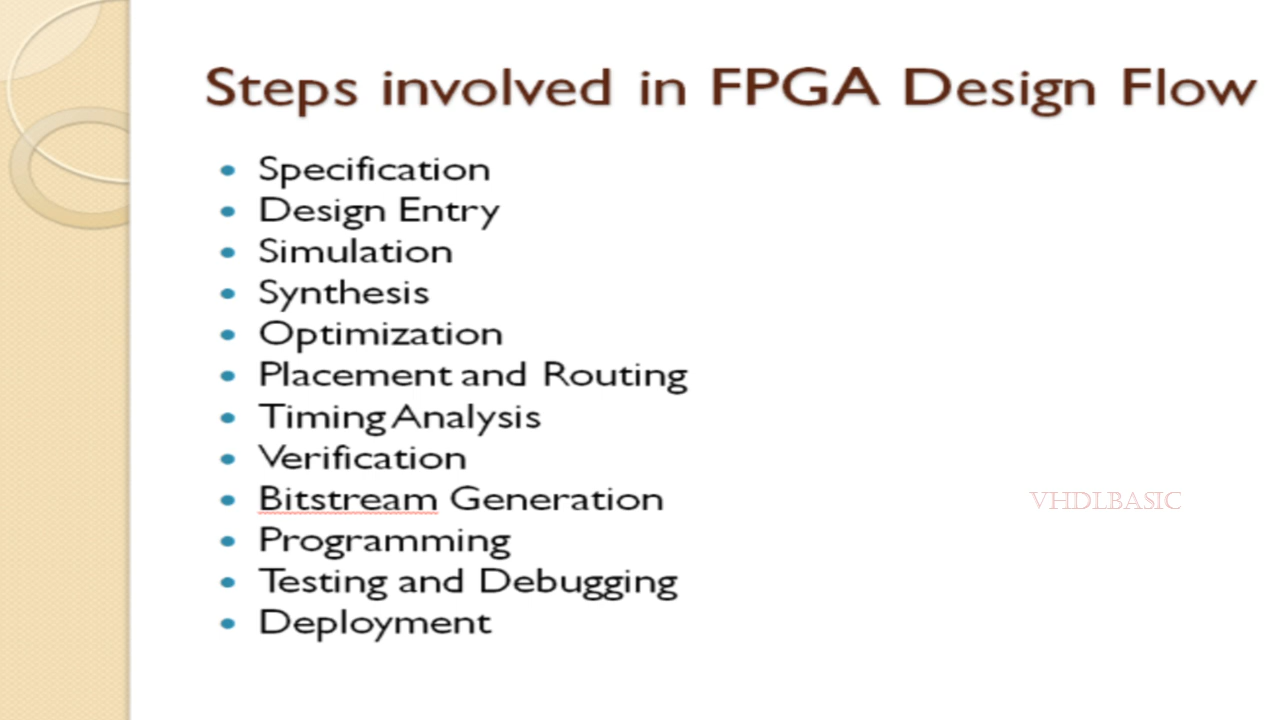 Steps involved in FPGA Design Flow
Specification
Design Entry
Simulation
Synthesis
Optimization
Placement and Routing
Timing Analysis
Verification
Bitstream Generation
VHDLBASIC
Programming
Testing and Debugging
Deployment